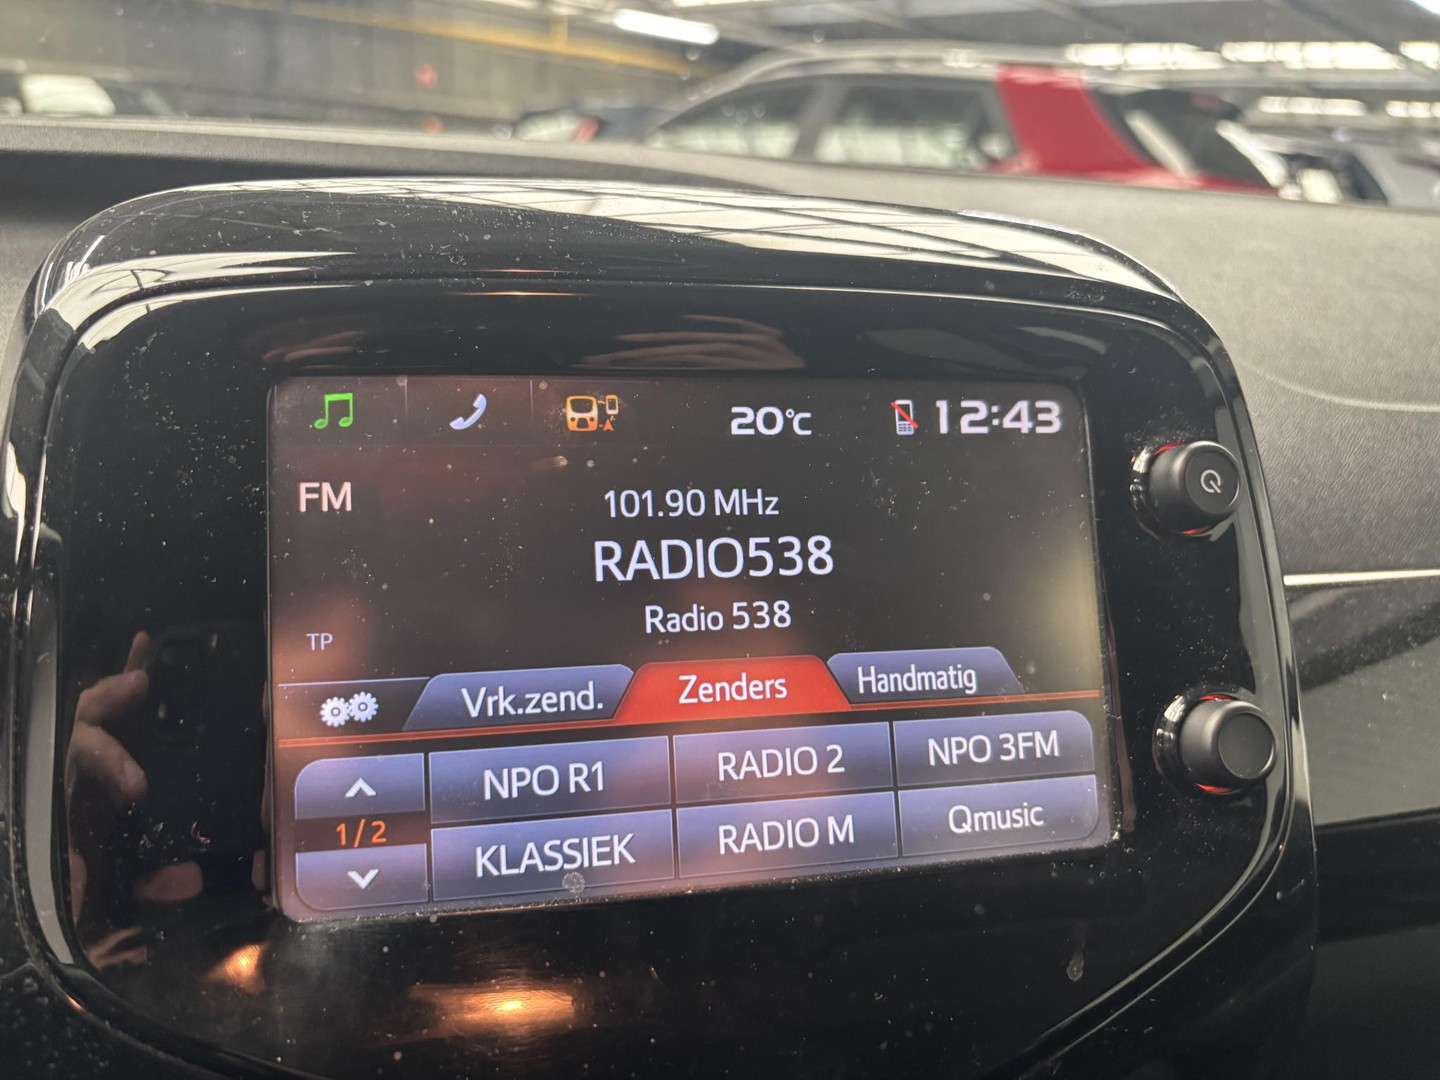 20°C 12:43
FM
101.90 MHz
RADIO538
Radio 538
TP
Vrk.zend. Zenders Handmatig
NPO R1 RADIO 2 NPO 3FM
1/2
KLASSIEK RADIO M Qmusic